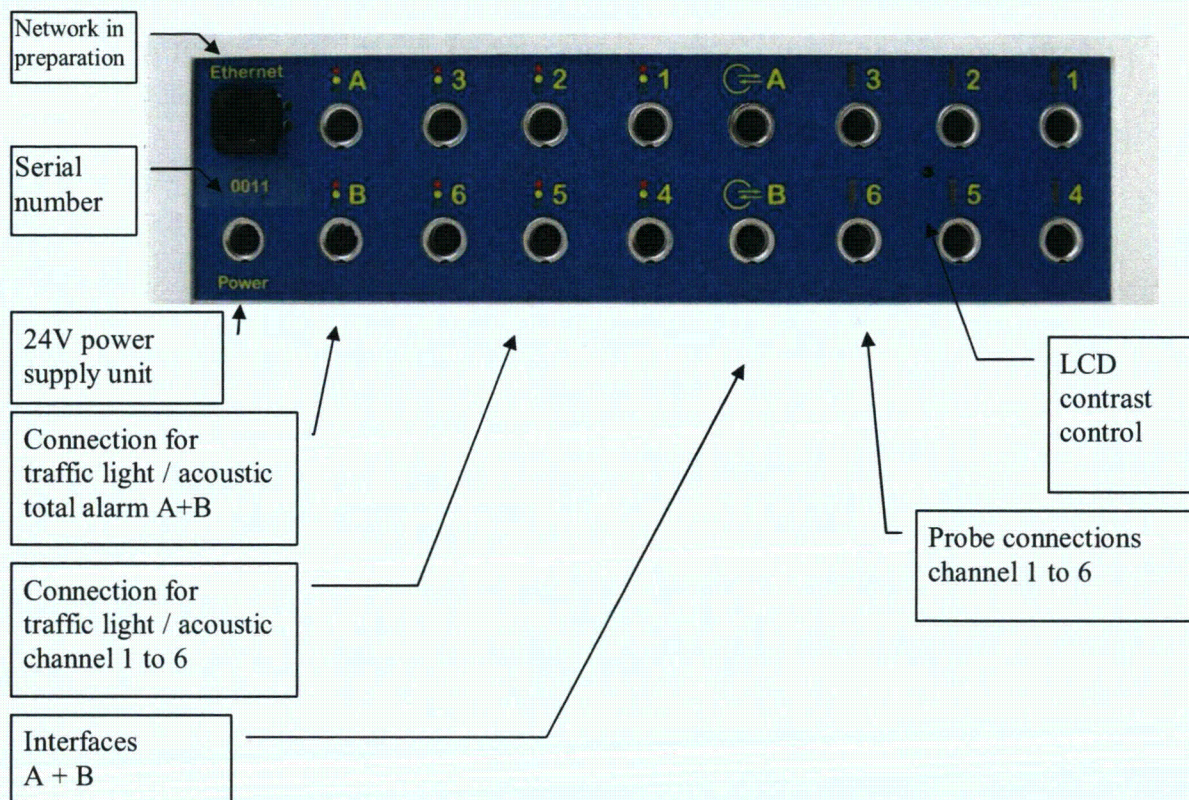 Network in
preparation
Ethernet
A
3
2
1
A
3
2
1
Serial
number
0011
B
6
5
4
B
6
5
4
Power
24V power
supply unit
LCD
contrast
control
Connection for
traffic light / acoustic
total alarm A+B
Probe connections
channel 1 to 6
Connection for
traffic light / acoustic
channel 1 to 6
Interfaces
A + B